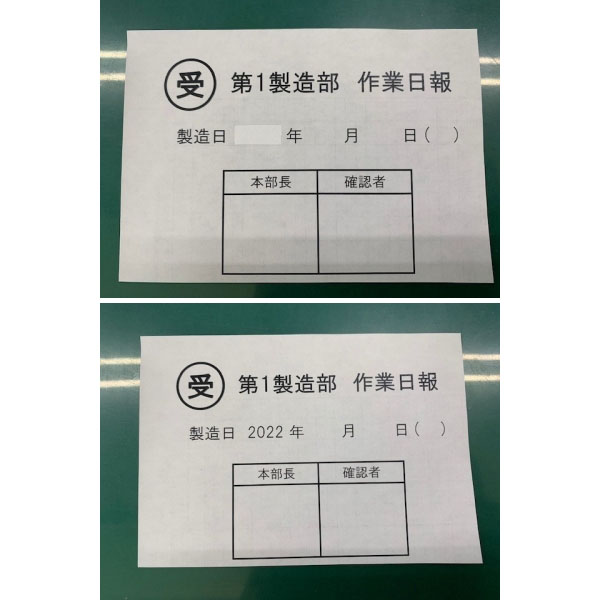 受 第1製造部 作業日報
製造日 年 月 日( )
本部長 確認者
受 第1製造部 作業日報
製造日 2022 年 月 日( )
本部長 確認者